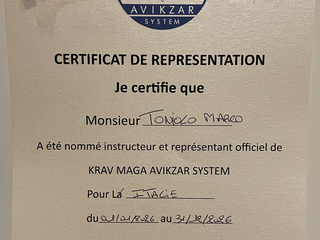 AVIKZAR
SYSTEM
CERTIFICAT DE REPRESENTATION
Je certifie que
Monsieur TONIOLO MARCO
A été nommé instructeur et représentant officiel de
KRAV MAGA AVIKZAR SYSTEM
Pour La ITALIE
du 01/01/2026 au 31/12/2026